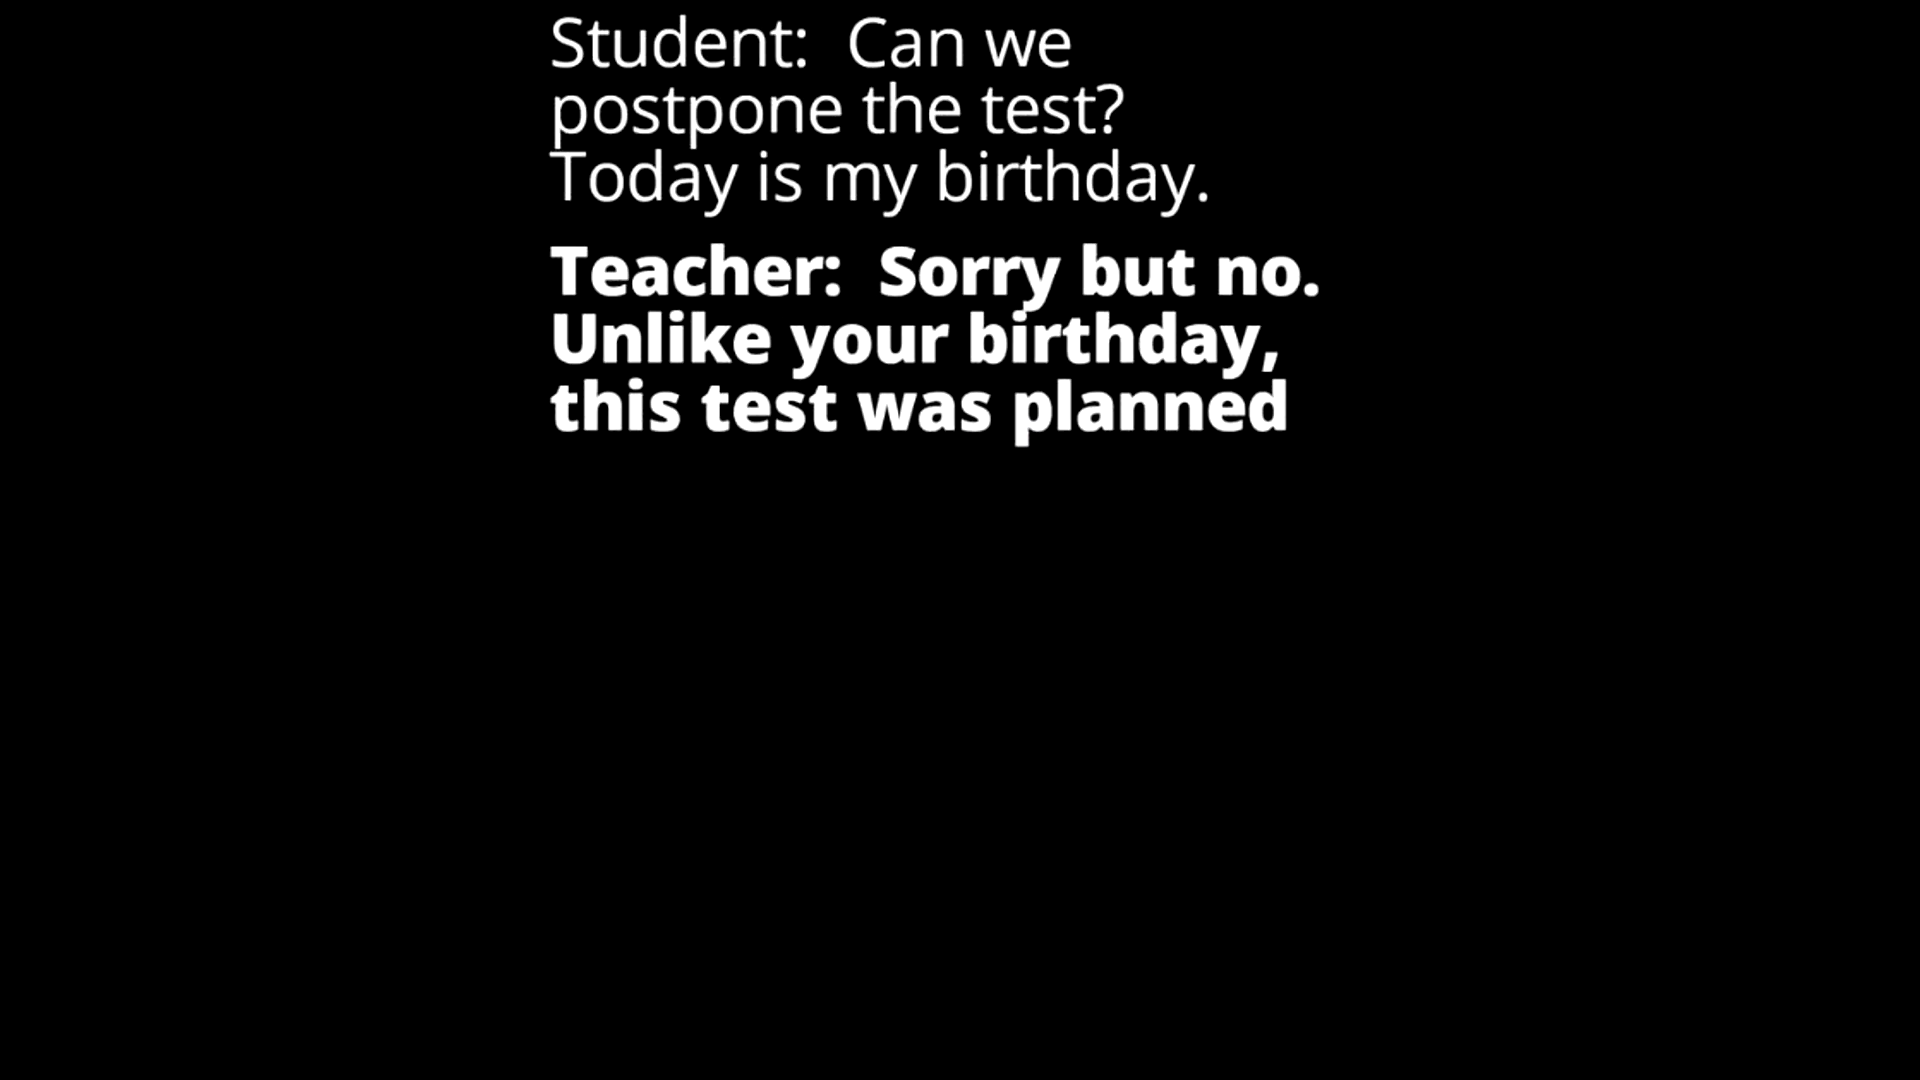 Student:  Can we
postpone the test?
Today is my birthday.
Teacher:  Sorry but no.
Unlike your birthday,
this test was planned